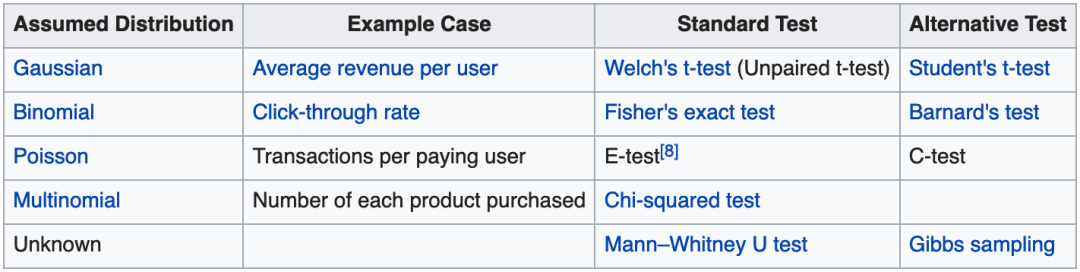 Assumed Distribution Example Case Standard Test Alternative Test
Gaussian Average revenue per user Welch's t-test (Unpaired t-test) Student's t-test
Binomial Click-through rate Fisher's exact test Barnard's test
Poisson Transactions per paying user E-test[8] C-test
Multinomial Number of each product purchased Chi-squared test
Unknown Mann–Whitney U test Gibbs sampling